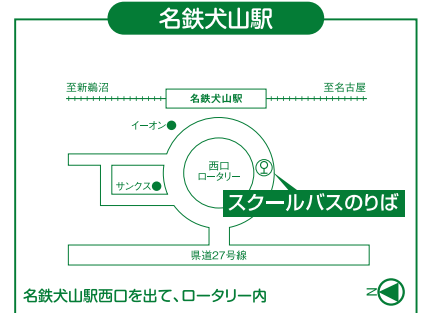 名鉄犬山駅
至新鵜沼
至名古屋
名鉄犬山駅
イーオン
西口
ロータリー
サンクス
スクールバスのりば
県道27号線
名鉄犬山駅西口を出て、ロータリー内
N